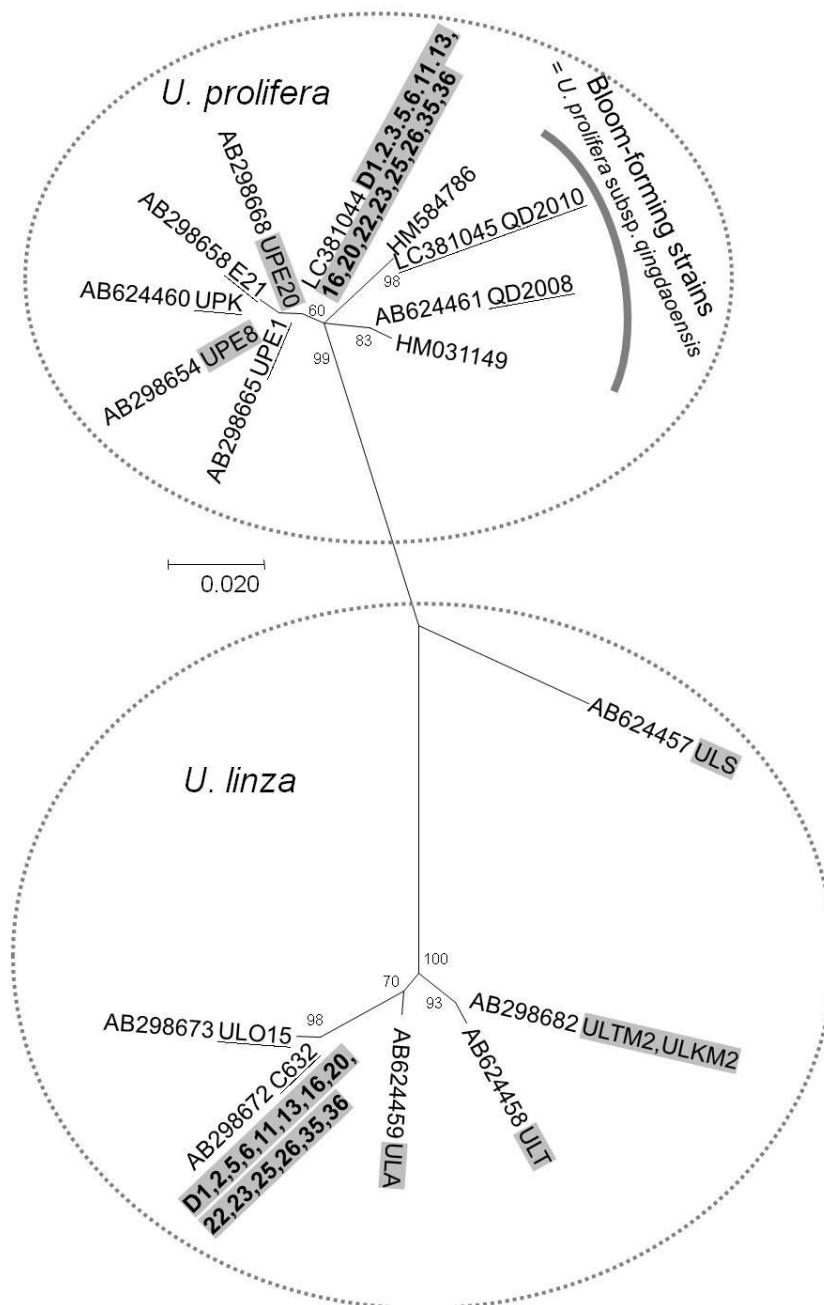 U. prolifera
Bloom-forming strains
= U. prolifera subsp. qingdaoensis
LC381044 D1.2.3.5.6.11.13,
16,20,22,23,25,26,35,36
AB298668 UPE20
HM584786
LC381045 QD2010
AB298658 E21
AB624460 UPK
AB624461 QD2008
HM031149
AB298654 UPE8
AB298665 UPE1
60
98
83
99
0.020
AB624457 ULS
U. linza
100
70
93
98
AB298673 ULO15
AB298682 ULTM2,ULKM2
AB298672 C632
D1,2,5,6,11,13,16,20,
22,23,25,26,35,36
AB624459 ULA
AB624458 ULT